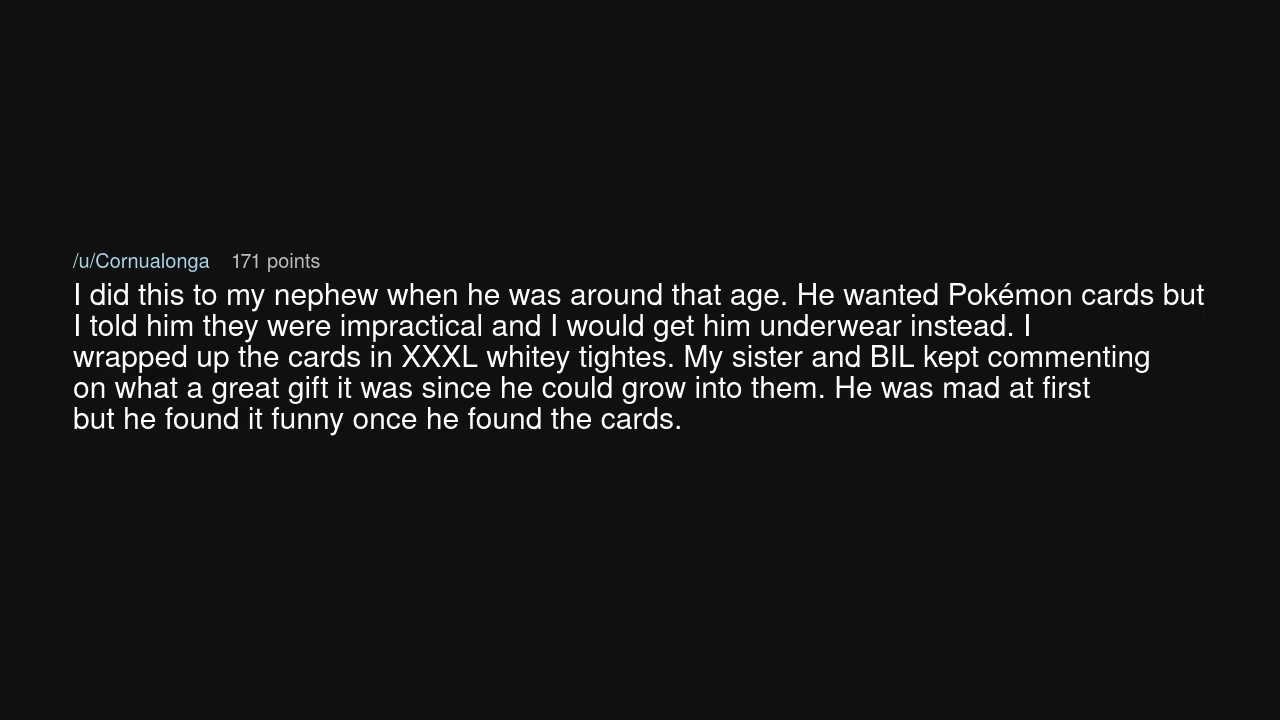 /u/Cornualonga 171 points
I did this to my nephew when he was around that age. He wanted Pokémon cards but
I told him they were impractical and I would get him underwear instead. I
wrapped up the cards in XXXL whitey tightes. My sister and BIL kept commenting
on what a great gift it was since he could grow into them. He was mad at first
but he found it funny once he found the cards.